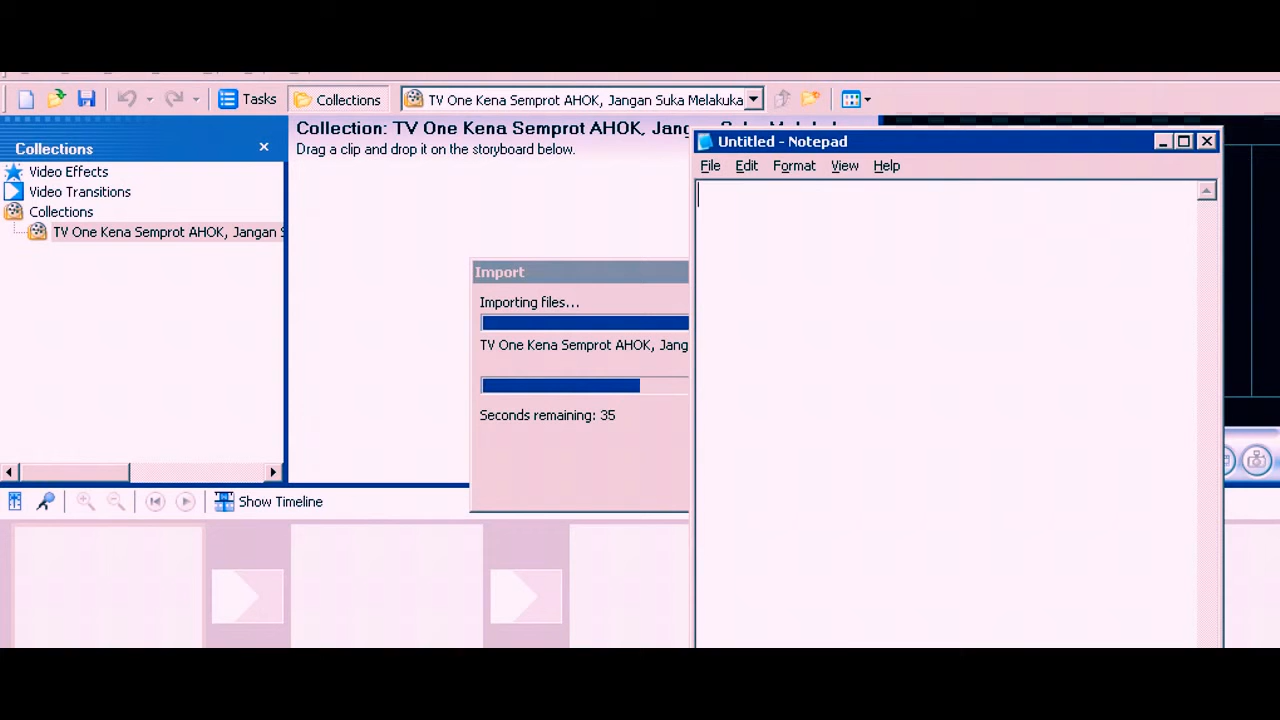 Tasks
Collections
TV One Kena Semprot AHOK, Jangan Suka Melakuka
Collections
Video Effects
Video Transitions
Collections
TV One Kena Semprot AHOK, Jangan S
Collection: TV One Kena Semprot AHOK, Jang
Drag a clip and drop it on the storyboard below.
Import
Importing files...
TV One Kena Semprot AHOK, Jang
Seconds remaining: 35
Untitled - Notepad
File Edit Format View Help
Show Timeline